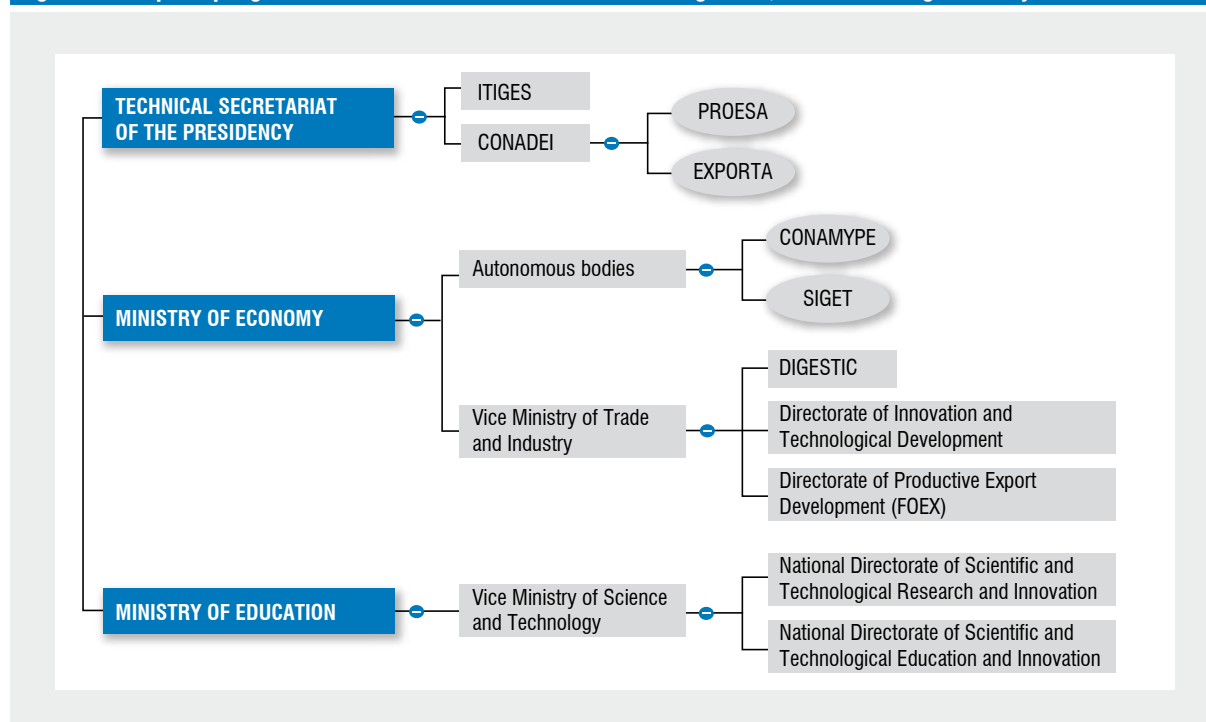 TECHNICAL SECRETARIAT
OF THE PRESIDENCY
ITIGES
CONADEI
PROESA
EXPORTA
MINISTRY OF ECONOMY
Autonomous bodies
CONAMYPE
SIGET
Vice Ministry of Trade
and Industry
DIGESTIC
Directorate of Innovation and
Technological Development
Directorate of Productive Export
Development (FOEX)
MINISTRY OF EDUCATION
Vice Ministry of Science
and Technology
National Directorate of Scientific and
Technological Research and Innovation
National Directorate of Scientific and
Technological Education and Innovation